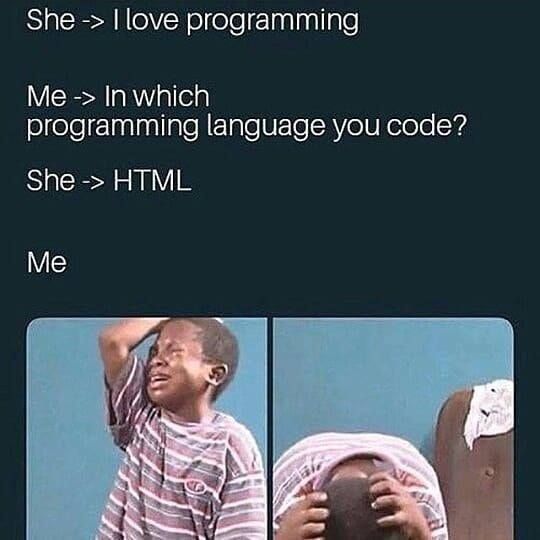 She -> I love programming
Me -> In which
programming language you code?
She -> HTML
Me